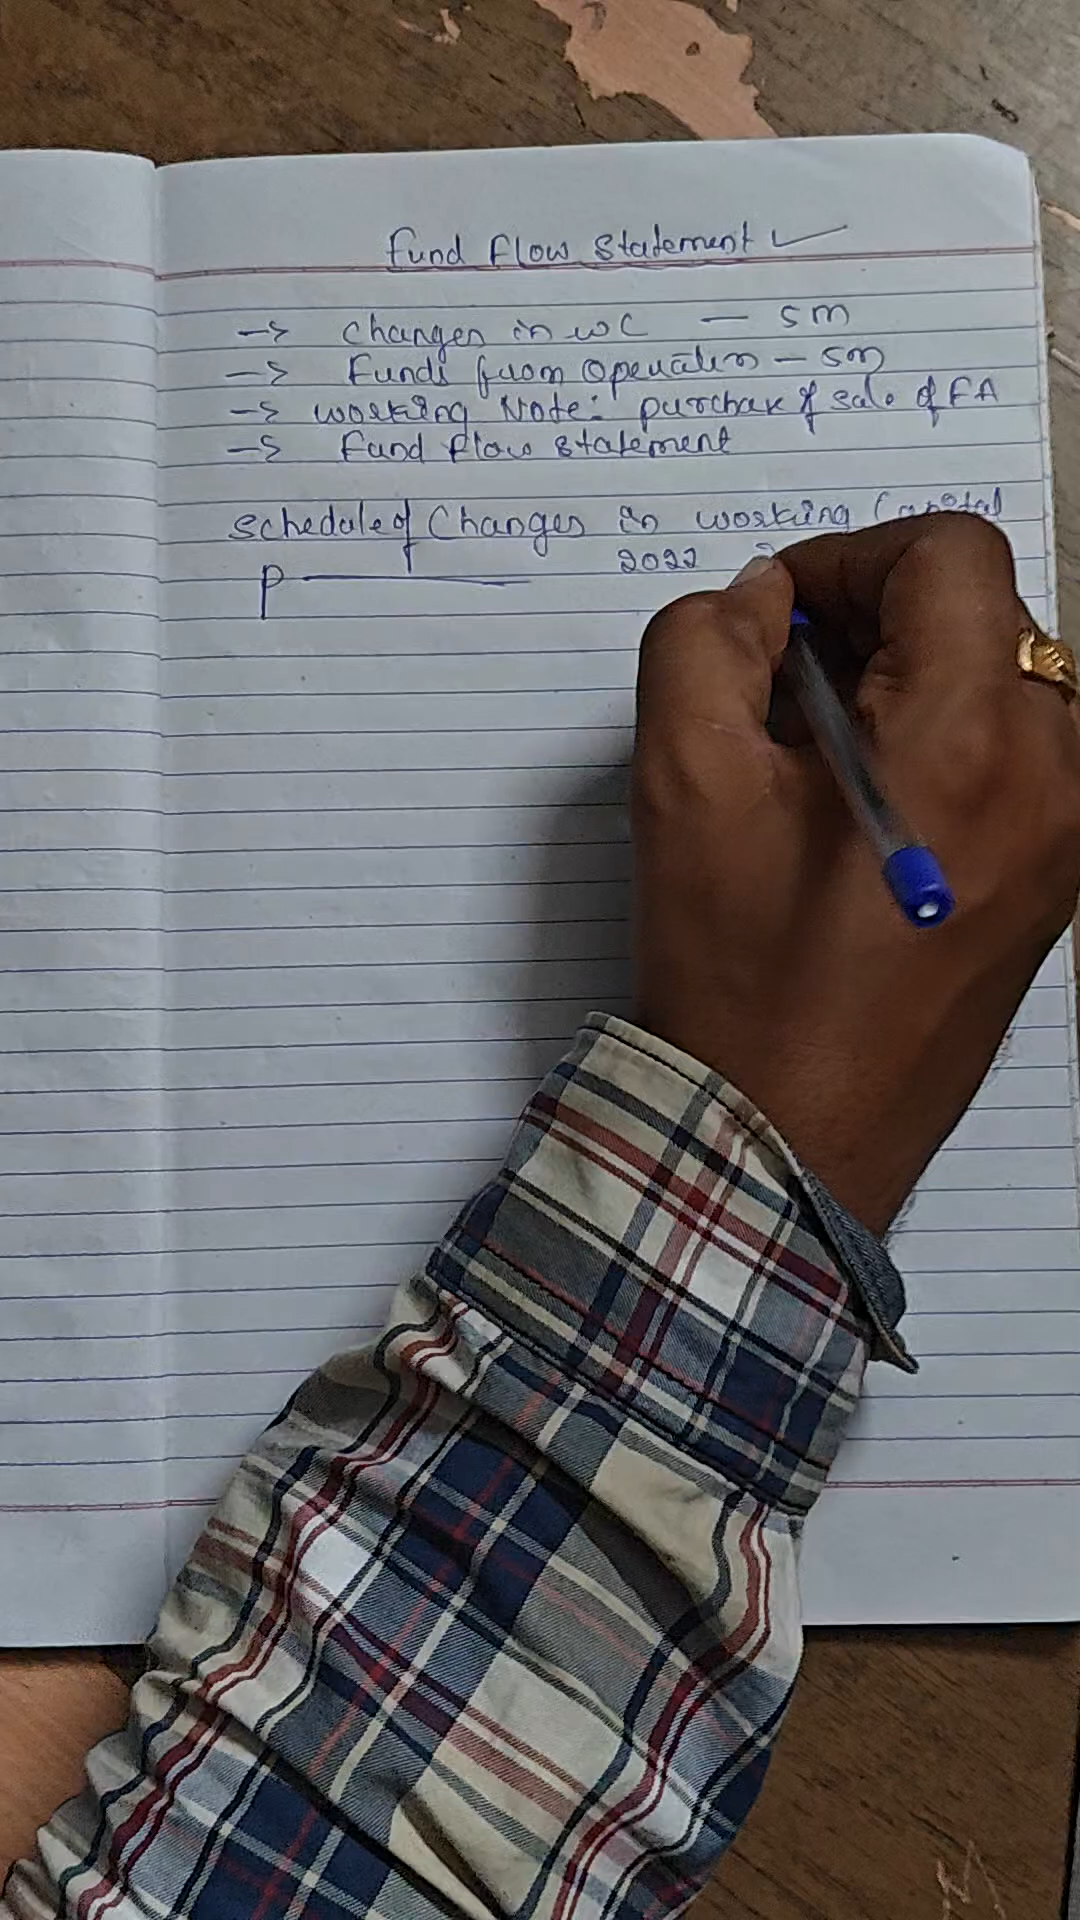 Fund Flow Statement
→ Changes in WC — 5m
→ Funds from Operation — 5m
→ Working Note: purchase of sale of FA
→ Fund Flow Statement
Schedule of Changes in Working Capital
P 2022